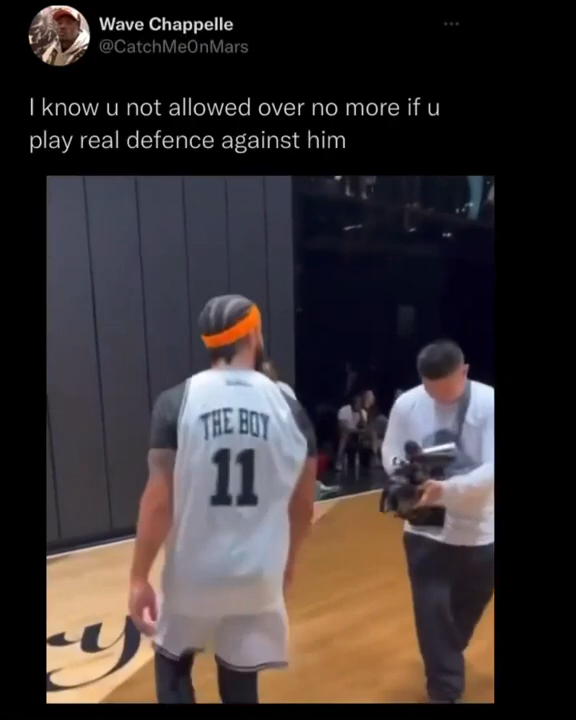 Wave Chappelle
@CatchMeOnMars
I know u not allowed over no more if u
play real defence against him
THE BOY
11
y